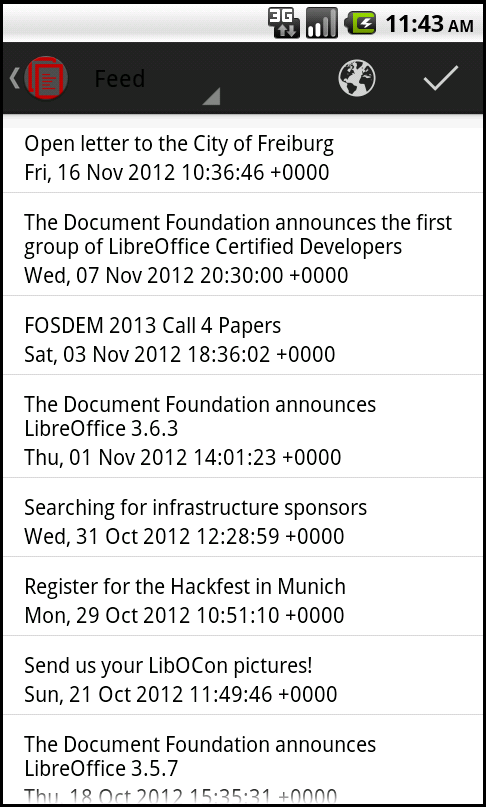 3G
11:43 AM
Feed
Open letter to the City of Freiburg
Fri, 16 Nov 2012 10:36:46 +0000
The Document Foundation announces the first
group of LibreOffice Certified Developers
Wed, 07 Nov 2012 20:30:00 +0000
FOSDEM 2013 Call 4 Papers
Sat, 03 Nov 2012 18:36:02 +0000
The Document Foundation announces
LibreOffice 3.6.3
Thu, 01 Nov 2012 14:01:23 +0000
Searching for infrastructure sponsors
Wed, 31 Oct 2012 12:28:59 +0000
Register for the Hackfest in Munich
Mon, 29 Oct 2012 10:51:10 +0000
Send us your LibOCon pictures!
Sun, 21 Oct 2012 11:49:46 +0000
The Document Foundation announces
LibreOffice 3.5.7
Thu, 18 Oct 2012 15:35:31 +0000